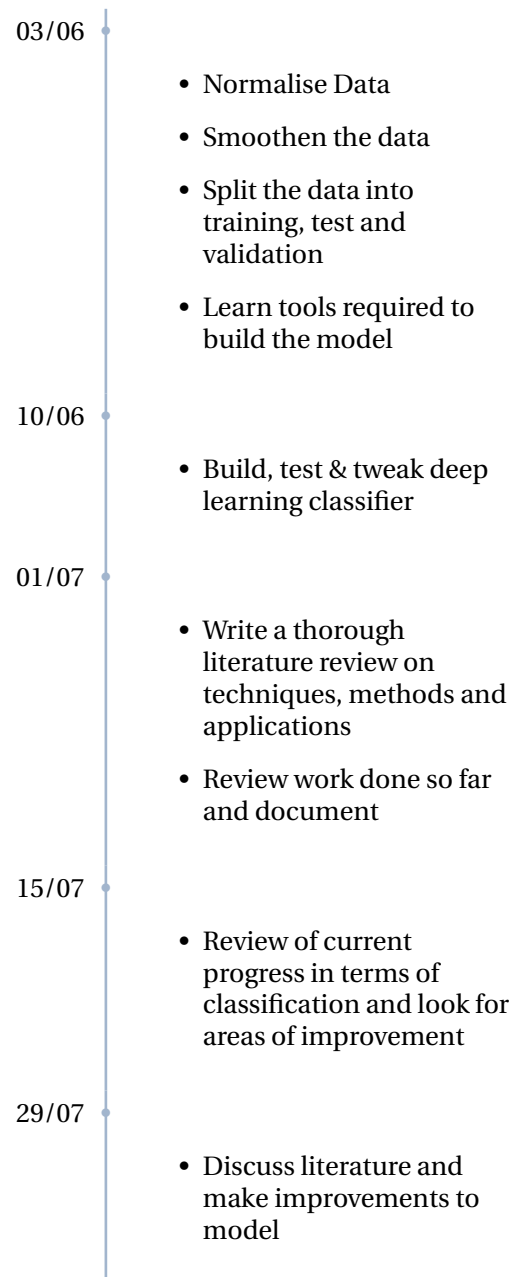 03/06
• Normalise Data
• Smoothen the data
• Split the data into
training, test and
validation
• Learn tools required to
build the model
10/06
• Build, test & tweak deep
learning classifier
01/07
• Write a thorough
literature review on
techniques, methods and
applications
• Review work done so far
and document
15/07
• Review of current
progress in terms of
classification and look for
areas of improvement
29/07
• Discuss literature and
make improvements to
model